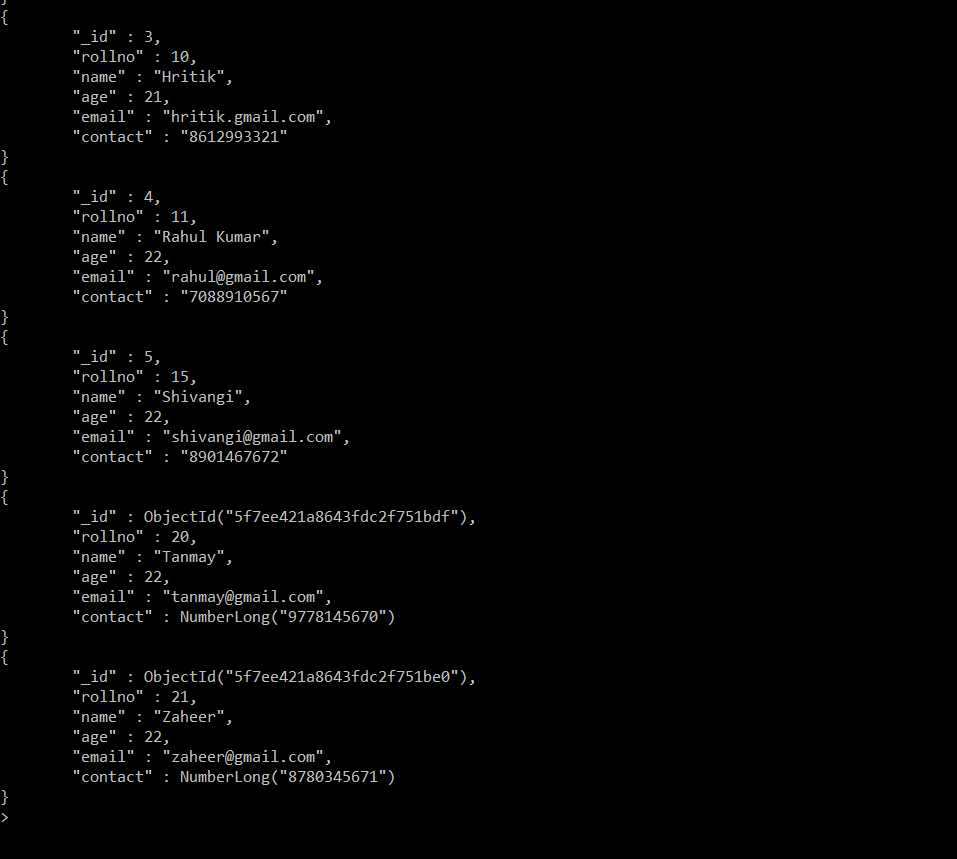 }
{
"_id" : 3,
"rollno" : 10,
"name" : "Hritik",
"age" : 21,
"email" : "hritik.gmail.com",
"contact" : "8612993321"
}
{
"_id" : 4,
"rollno" : 11,
"name" : "Rahul Kumar",
"age" : 22,
"email" : "rahul@gmail.com",
"contact" : "7088910567"
}
{
"_id" : 5,
"rollno" : 15,
"name" : "Shivangi",
"age" : 22,
"email" : "shivangi@gmail.com",
"contact" : "8901467672"
}
{
"_id" : ObjectId("5f7ee421a8643fdc2f751bdf"),
"rollno" : 20,
"name" : "Tanmay",
"age" : 22,
"email" : "tanmay@gmail.com",
"contact" : NumberLong("9778145670")
}
{
"_id" : ObjectId("5f7ee421a8643fdc2f751be0"),
"rollno" : 21,
"name" : "Zaheer",
"age" : 22,
"email" : "zaheer@gmail.com",
"contact" : NumberLong("8780345671")
}
>